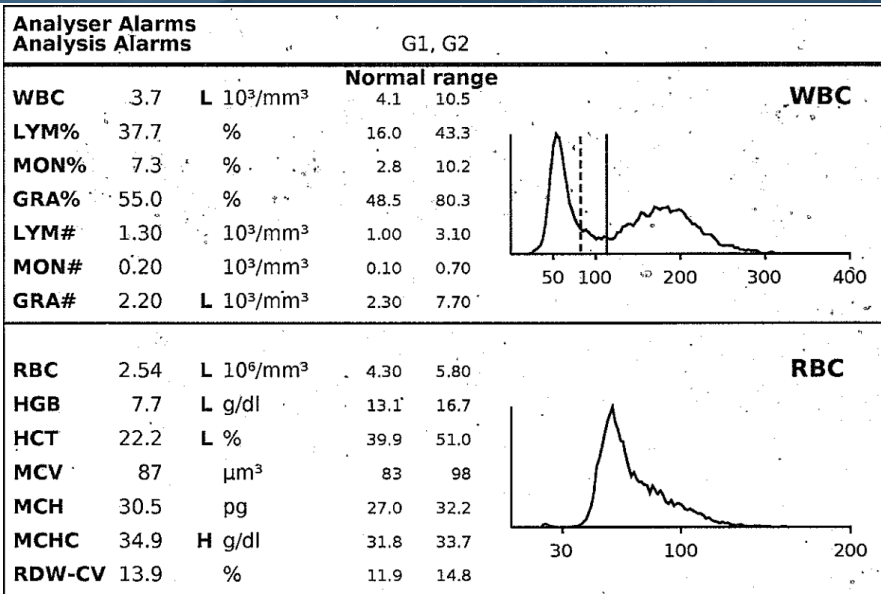 Analyser Alarms
Analysis Alarms G1, G2
Normal range
WBC 3.7 L 10³/mm³ 4.1 10.5
LYM% 37.7 % 16.0 43.3
MON% 7.3 % 2.8 10.2
GRA% 55.0 % 48.5 80.3
LYM# 1.30 10³/mm³ 1.00 3.10
MON# 0.20 10³/mm³ 0.10 0.70
GRA# 2.20 L 10³/mm³ 2.30 7.70
WBC
50 100 200 300 400
RBC 2.54 L 10⁶/mm³ 4.30 5.80
HGB 7.7 L g/dl 13.1 16.7
HCT 22.2 L % 39.9 51.0
MCV 87 µm³ 83 98
MCH 30.5 pg 27.0 32.2
MCHC 34.9 H g/dl 31.8 33.7
RDW-CV 13.9 % 11.9 14.8
RBC
30 100 200